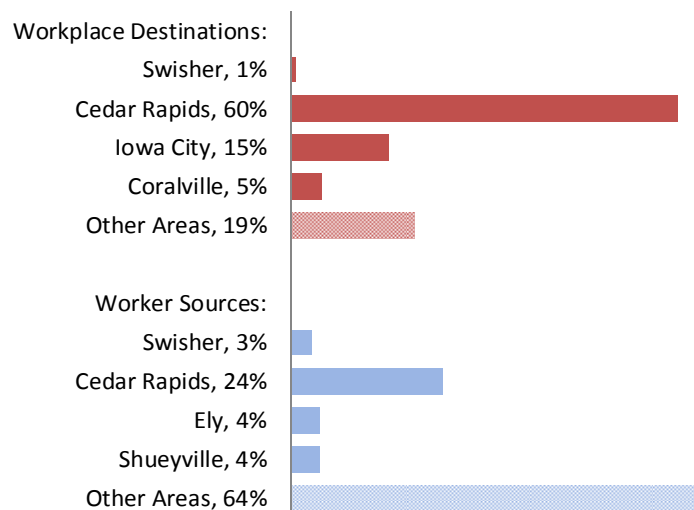 Workplace Destinations:
Swisher, 1%
Cedar Rapids, 60%
Iowa City, 15%
Coralville, 5%
Other Areas, 19%
Worker Sources:
Swisher, 3%
Cedar Rapids, 24%
Ely, 4%
Shueyville, 4%
Other Areas, 64%